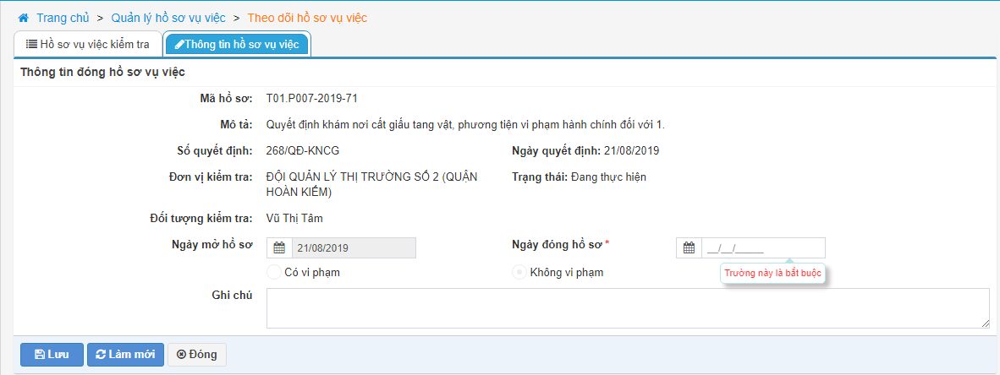 Trang chủ > Quản lý hồ sơ vụ việc > Theo dõi hồ sơ vụ việc
Hồ sơ vụ việc kiểm tra Thông tin hồ sơ vụ việc
Thông tin đóng hồ sơ vụ việc
Mã hồ sơ: T01.P007-2019-71
Mô tả: Quyết định khám nơi cất giấu tang vật, phương tiện vi phạm hành chính đối với 1.
Số quyết định: 268/QĐ-KNCG Ngày quyết định: 21/08/2019
Đơn vị kiểm tra: ĐỘI QUẢN LÝ THỊ TRƯỜNG SỐ 2 (QUẬN HOÀN KIẾM) Trạng thái: Đang thực hiện
Đối tượng kiểm tra: Vũ Thị Tâm
Ngày mở hồ sơ 21/08/2019 Ngày đóng hồ sơ * __/__/____
Trường này là bắt buộc
Có vi phạm Không vi phạm
Ghi chú
Lưu Làm mới Đóng